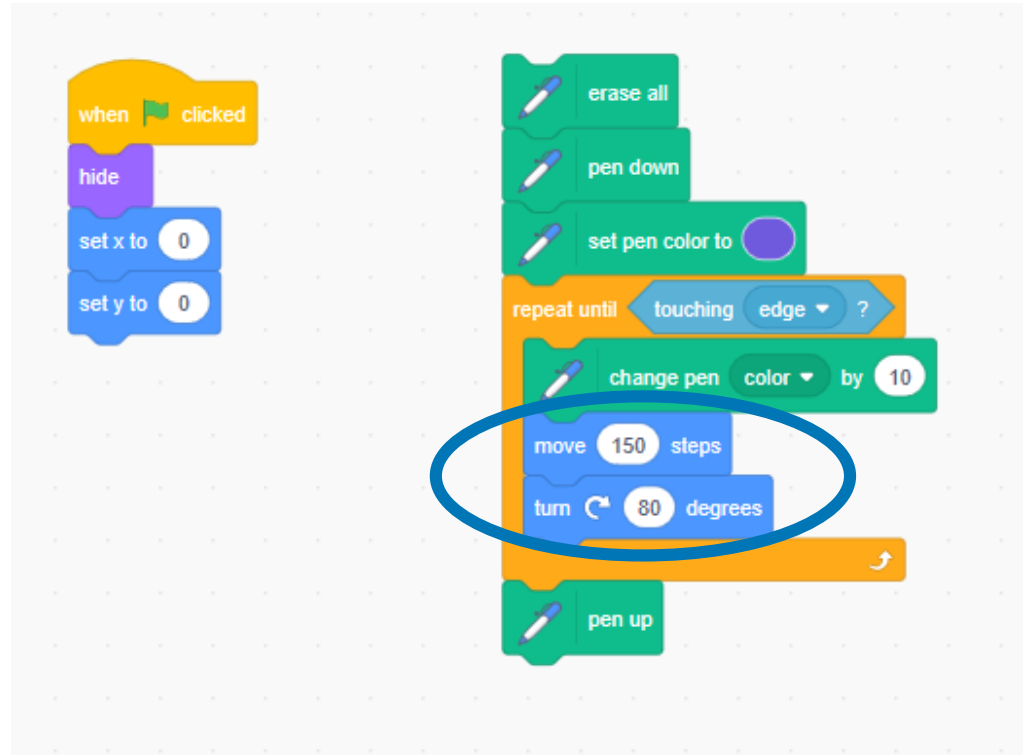 when clicked
hide
set x to 0
set y to 0
erase all
pen down
set pen color to
repeat until touching edge ?
change pen color by 10
move 150 steps
turn 80 degrees
pen up